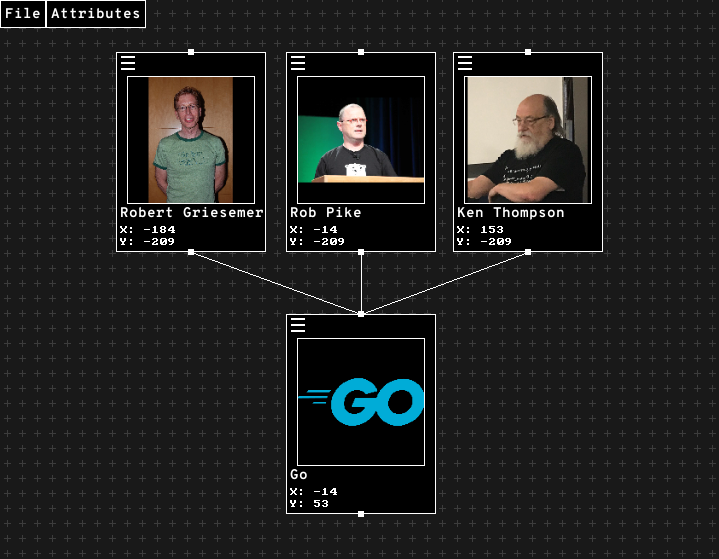 File Attributes
Robert Griesemer
X: -184
Y: -209
Rob Pike
X: -14
Y: -209
Ken Thompson
X: 153
Y: -209
GO
Go
X: -14
Y: 53